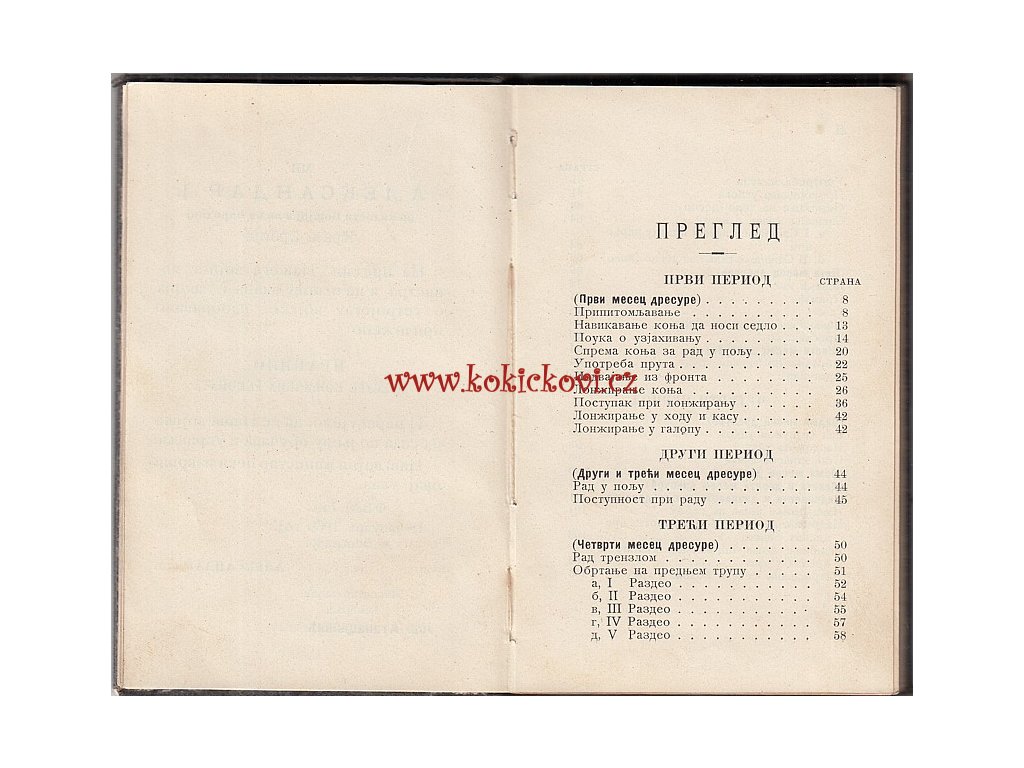 ПРЕГЛЕД
ПРВИ ПЕРИОД СТРАНА
(Први месец дресуре) . . . . . . . . . 8
Припитомљавање . . . . . . . . . 8
Навикавање коња да носи седло . . . 13
Поука о узјахивању . . . . . . . . 14
Спрема коња за рад у пољу . . . . . 20
Употреба прута . . . . . . . . . . 22
www.kokickovi.cz
из фронта . . . . . . . . 25
Лонжирање коња . . . . . . . . . 26
Поступак при лонжирању . . . . . . 36
Лонжирање у ходу и касу . . . . . . 42
Лонжирање у галопу . . . . . . . . 42
ДРУГИ ПЕРИОД
(Други и трећи месец дресуре) . . . . 44
Рад у пољу . . . . . . . . . . . . 44
Поступност при раду . . . . . . . . 45
ТРЕЋИ ПЕРИОД
(Четврти месец дресуре) . . . . . . . 50
Рад трензлом . . . . . . . . . . . 50
Обртање на предњем трупу . . . . . 51
а, I Раздео . . . . . . . . . . . 52
б, II Раздео . . . . . . . . . . . 54
в, III Раздео . . . . . . . . . . . 55
г, IV Раздео . . . . . . . . . . . 57
д, V Раздео . . . . . . . . . . . 58